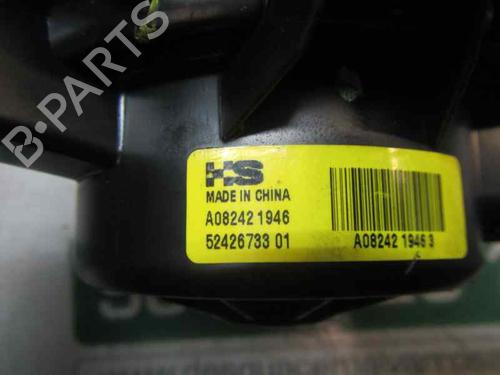 B-PARTS
HS
MADE IN CHINA
A08242 1946
52426733 01
A08242 1946 3